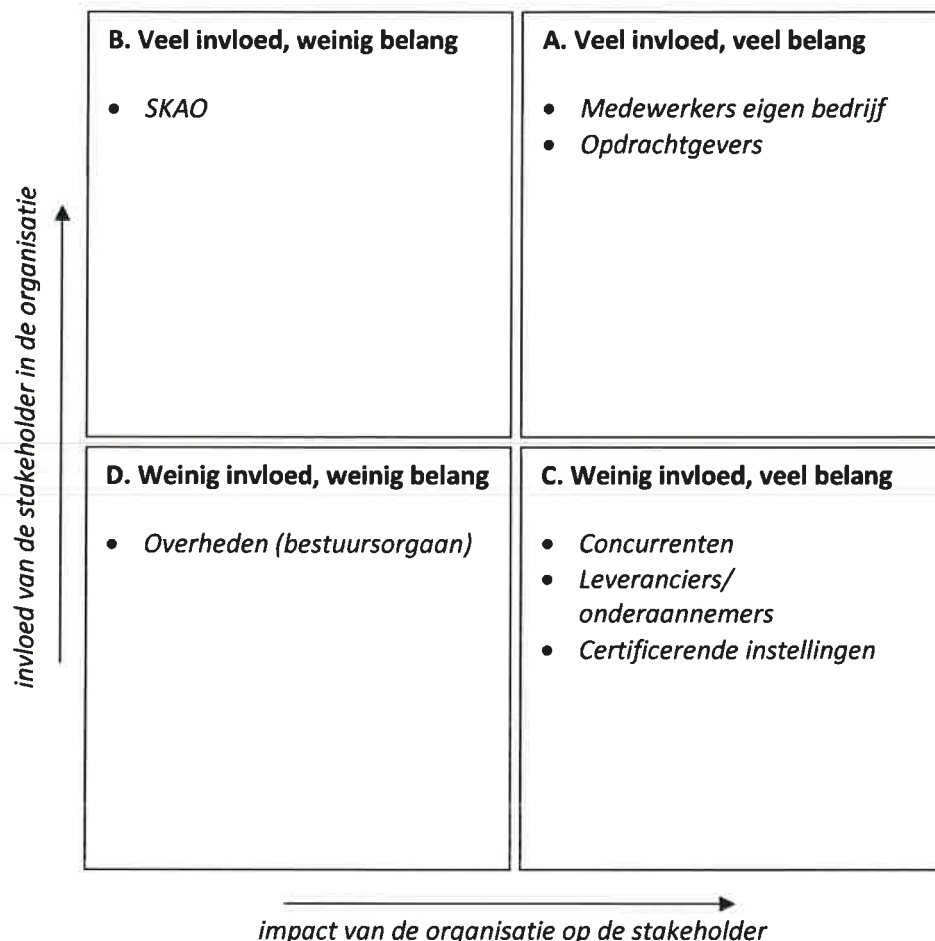 B. Veel invloed, weinig belang
• SKAO
A. Veel invloed, veel belang
• Medewerkers eigen bedrijf
• Opdrachtgevers
invloed van de stakeholder in de organisatie
D. Weinig invloed, weinig belang
• Overheden (bestuursorgaan)
C. Weinig invloed, veel belang
• Concurrenten
• Leveranciers/
onderaannemers
• Certificerende instellingen
impact van de organisatie op de stakeholder